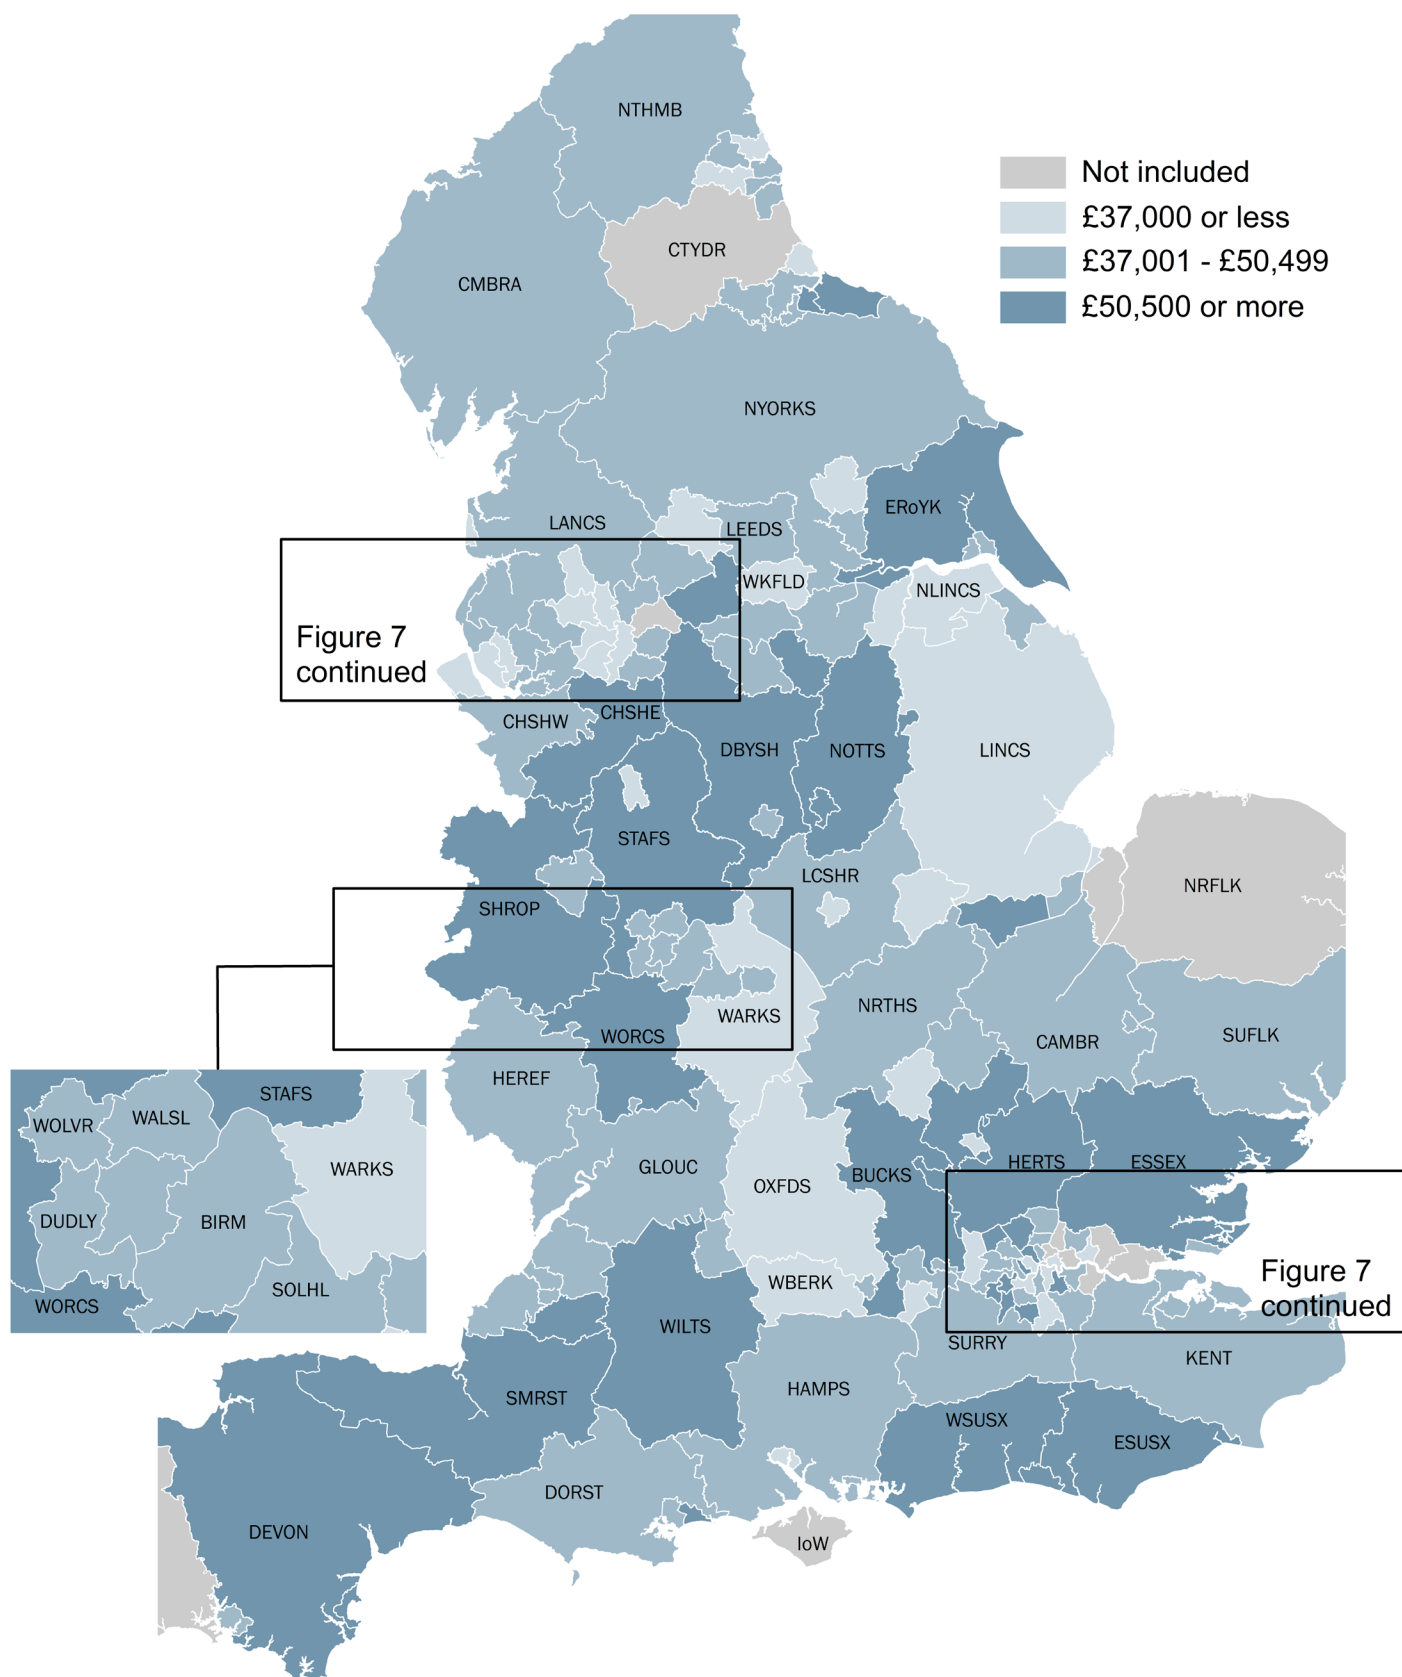 NTHMB
Not included
£37,000 or less
£37,001 - £50,499
£50,500 or more
CTYDR
CMBRA
NYORKS
ERoYK
LANCS
LEEDS
WKFLD
NLINCS
Figure 7
continued
CHSHW
CHSHE
DBYSH
NOTTS
LINCS
STAFS
LCSHR
NRFLK
SHROP
NRTHS
WARKS
WORCS
CAMBR
SUFLK
HEREF
STAFS
WOLVR
WALSL
WARKS
DUDLY
BIRM
SOLHL
WORCS
GLOUC
OXFDS
BUCKS
HERTS
ESSEX
WBERK
Figure 7
continued
WILTS
SURRY
KENT
SMRST
HAMPS
WSUSX
ESUSX
DORST
DEVON
IoW